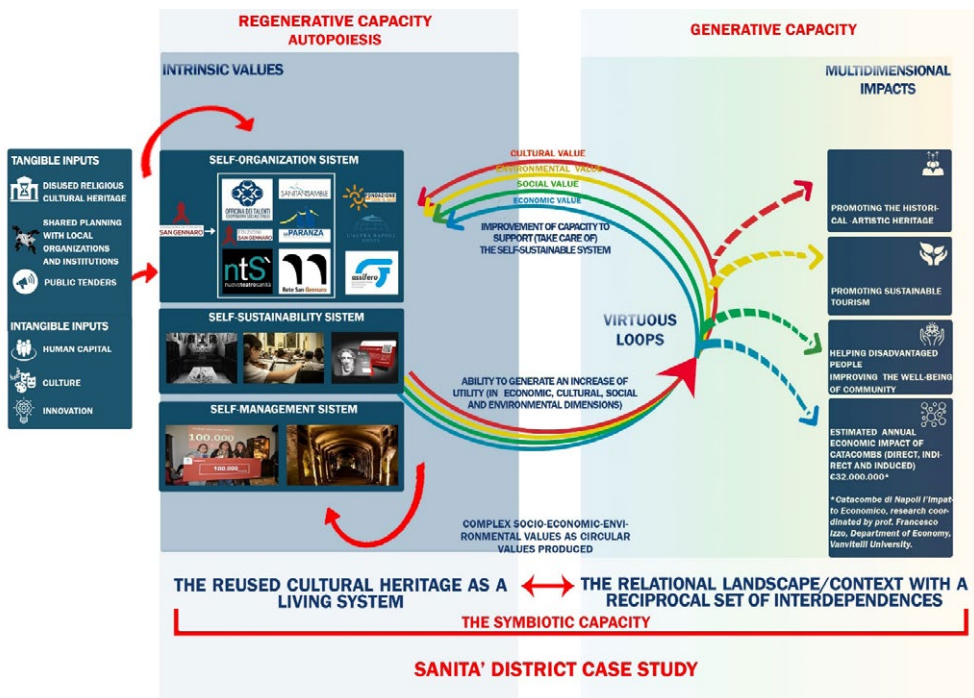 REGENERATIVE CAPACITY
AUTOPOIESIS
GENERATIVE CAPACITY
INTRINSIC VALUES
MULTIDIMENSIONAL
IMPACTS
TANGIBLE INPUTS
DISUSED RELIGIOUS
CULTURAL HERITAGE
SHARED PLANNING
WITH LOCAL
ORGANIZATIONS
AND INSTITUTIONS
PUBLIC TENDERS
INTANGIBLE INPUTS
HUMAN CAPITAL
CULTURE
INNOVATION
SELF-ORGANIZATION SISTEM
SAN GENNARO
OFFICINA DEI TALENTI
SANITANSAMBLE
FONDAZIONE
SAN GENNARO
LA PARANZA
L'ALTRA NAPOLI
nts'
nuovoteatrosanità
Rete San Gennaro
assifero
SELF-SUSTAINABILITY SISTEM
SELF-MANAGEMENT SISTEM
100.000
100.000
CULTURAL VALUE
ENVIRONMENTAL VALUE
SOCIAL VALUE
ECONOMIC VALUE
IMPROVEMENT OF CAPACITY TO
SUPPORT (TAKE CARE OF)
THE SELF-SUSTAINABLE SYSTEM
VIRTUOUS
LOOPS
ABILITY TO GENERATE AN INCREASE OF
UTILITY (IN ECONOMIC, CULTURAL, SOCIAL
AND ENVIRONMENTAL DIMENSIONS)
COMPLEX SOCIO-ECONOMIC-ENVI-
RONMENTAL VALUES AS CIRCULAR
VALUES PRODUCED
PROMOTING THE HISTORI-
CAL-ARTISTIC HERITAGE
PROMOTING SUSTAINABLE
TOURISM
HELPING DISADVANTAGED
PEOPLE
IMPROVING THE WELL-BEING
OF COMMUNITY
ESTIMATED ANNUAL
ECONOMIC IMPACT OF
CATACOMBS (DIRECT, INDI-
RECT AND INDUCED)
€32.000.000*
*Catacombe di Napoli l'Impat-
to Economico, research coor-
dinated by prof. Francesco
Izzo, Department of Economy,
Vanvitelli University.
THE REUSED CULTURAL HERITAGE AS A
LIVING SYSTEM
THE RELATIONAL LANDSCAPE/CONTEXT WITH A
RECIPROCAL SET OF INTERDEPENDENCES
THE SYMBIOTIC CAPACITY
SANITA' DISTRICT CASE STUDY